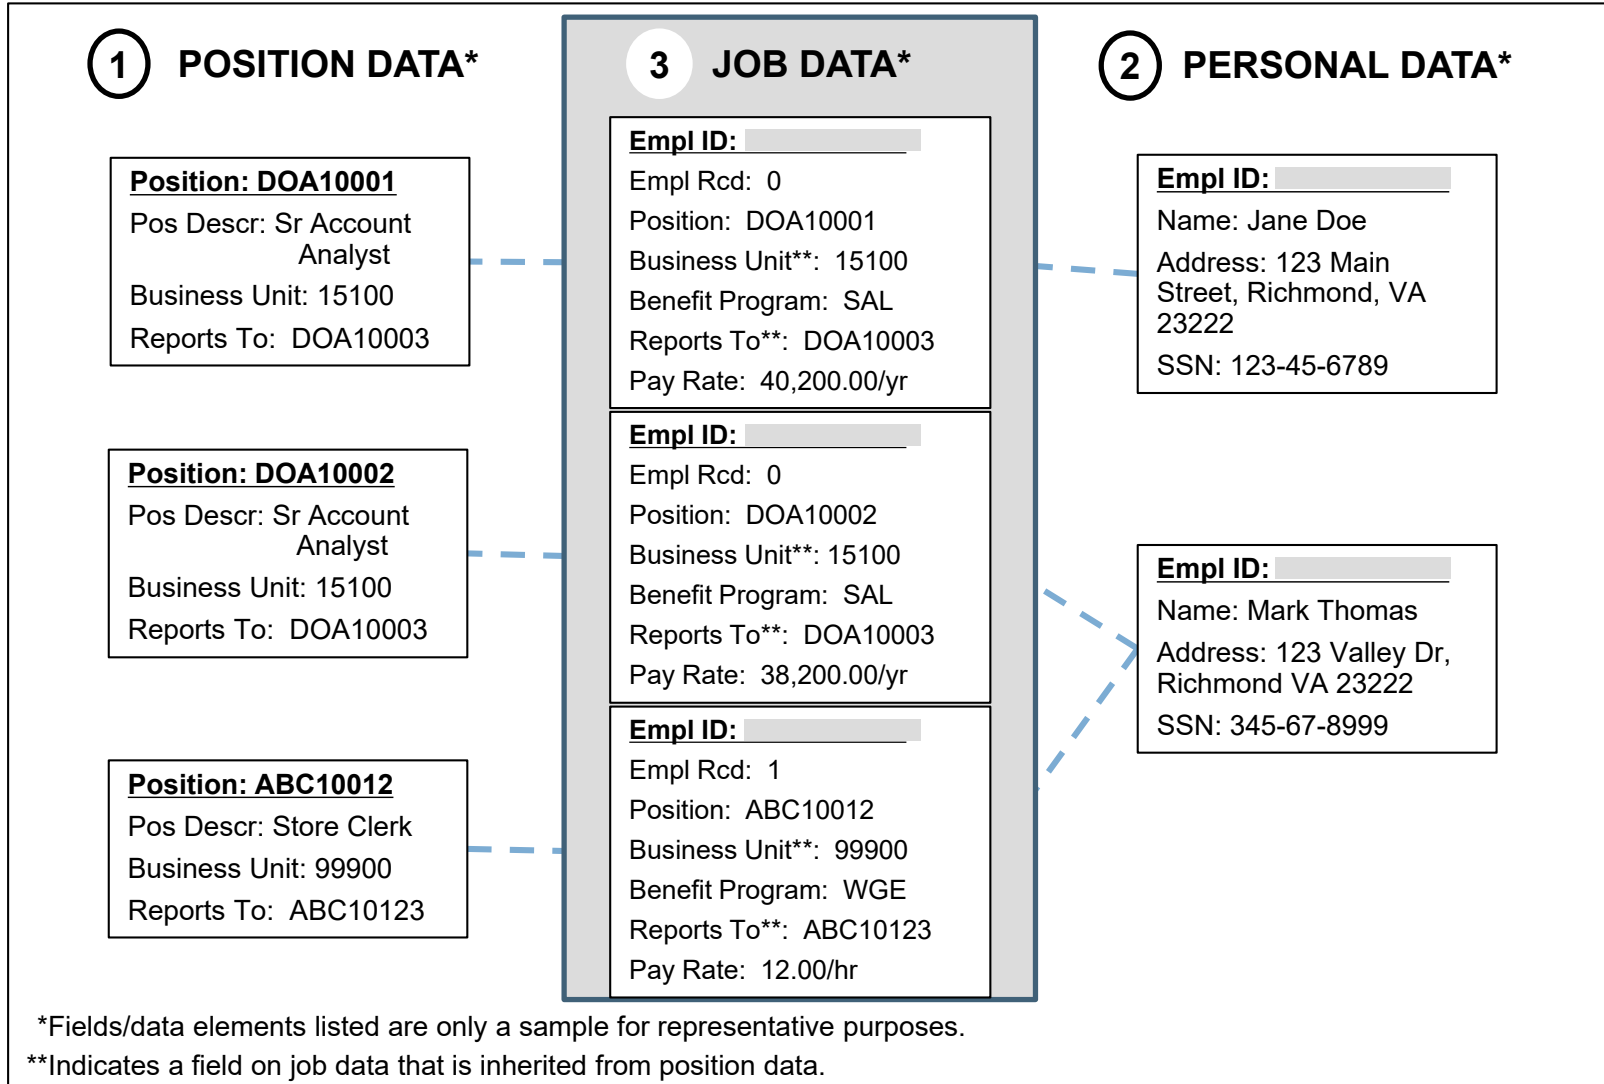 1 POSITION DATA*
Position: DOA10001
Pos Descr: Sr Account
Analyst
Business Unit: 15100
Reports To: DOA10003
Position: DOA10002
Pos Descr: Sr Account
Analyst
Business Unit: 15100
Reports To: DOA10003
Position: ABC10012
Pos Descr: Store Clerk
Business Unit: 99900
Reports To: ABC10123
3 JOB DATA*
Empl ID:
Empl Rcd: 0
Position: DOA10001
Business Unit**: 15100
Benefit Program: SAL
Reports To**: DOA10003
Pay Rate: 40,200.00/yr
Empl ID:
Empl Rcd: 0
Position: DOA10002
Business Unit**: 15100
Benefit Program: SAL
Reports To**: DOA10003
Pay Rate: 38,200.00/yr
Empl ID:
Empl Rcd: 1
Position: ABC10012
Business Unit**: 99900
Benefit Program: WGE
Reports To**: ABC10123
Pay Rate: 12.00/hr
2 PERSONAL DATA*
Empl ID:
Name: Jane Doe
Address: 123 Main
Street, Richmond, VA
23222
SSN: 123-45-6789
Empl ID:
Name: Mark Thomas
Address: 123 Valley Dr,
Richmond VA 23222
SSN: 345-67-8999
*Fields/data elements listed are only a sample for representative purposes.
**Indicates a field on job data that is inherited from position data.